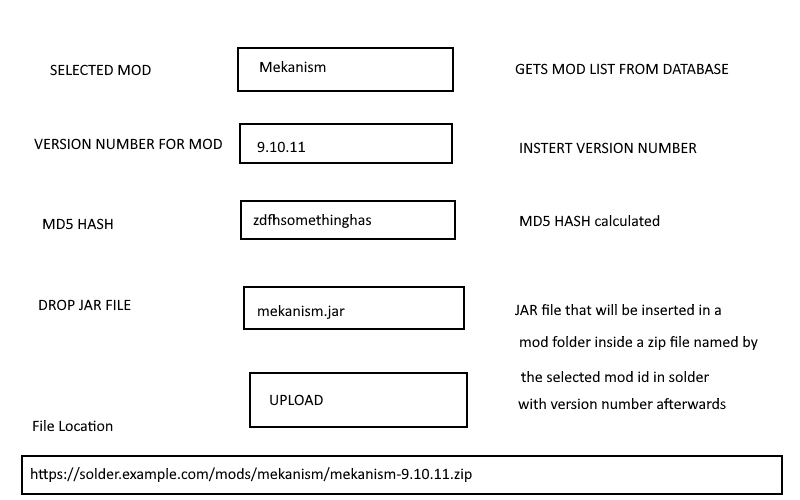 SELECTED MOD
Mekanism
GETS MOD LIST FROM DATABASE
VERSION NUMBER FOR MOD
9.10.11
INSTERT VERSION NUMBER
MD5 HASH
zdfhsomethinghas
MD5 HASH calculated
DROP JAR FILE
mekanism.jar
JAR file that will be inserted in a
mod folder inside a zip file named by
the selected mod id in solder
with version number afterwards
UPLOAD
File Location
https://solder.example.com/mods/mekanism/mekanism-9.10.11.zip